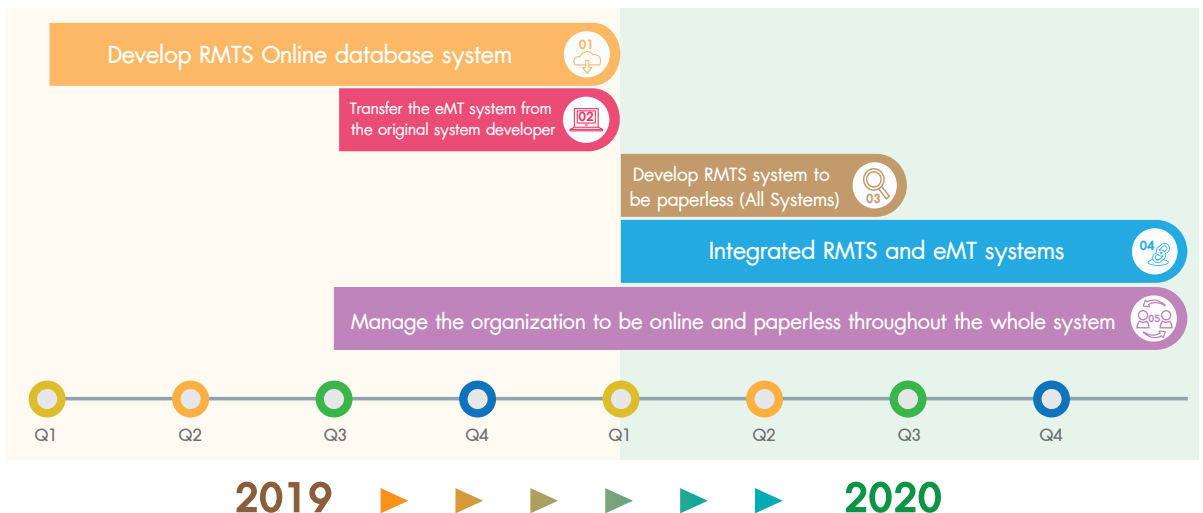 Develop RMTS Online database system
01
Transfer the eMT system from
the original system developer
02
Develop RMTS system to
be paperless (All Systems)
03
Integrated RMTS and eMT systems
04
Manage the organization to be online and paperless throughout the whole system
05
Q1 Q2 Q3 Q4 Q1 Q2 Q3 Q4
2019 2020